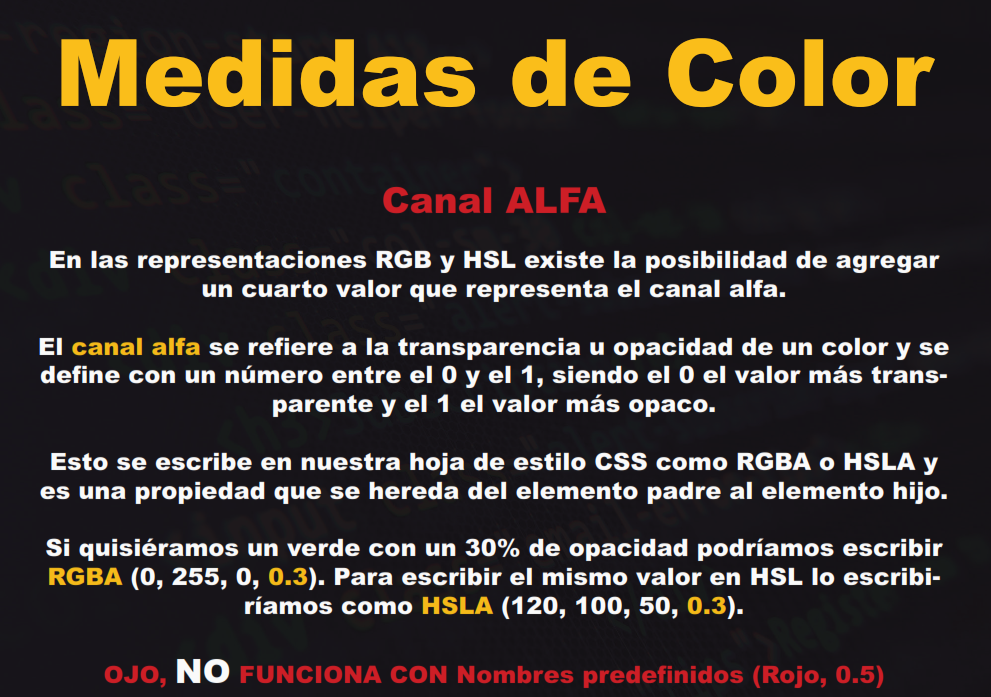 Medidas de Color
Canal ALFA
En las representaciones RGB y HSL existe la posibilidad de agregar
un cuarto valor que representa el canal alfa.
El canal alfa se refiere a la transparencia u opacidad de un color y se
define con un número entre el 0 y el 1, siendo el 0 el valor más trans-
parente y el 1 el valor más opaco.
Esto se escribe en nuestra hoja de estilo CSS como RGBA o HSLA y
es una propiedad que se hereda del elemento padre al elemento hijo.
Si quisiéramos un verde con un 30% de opacidad podríamos escribir
RGBA (0, 255, 0, 0.3). Para escribir el mismo valor en HSL lo escribi-
ríamos como HSLA (120, 100, 50, 0.3).
OJO, NO FUNCIONA CON Nombres predefinidos (Rojo, 0.5)